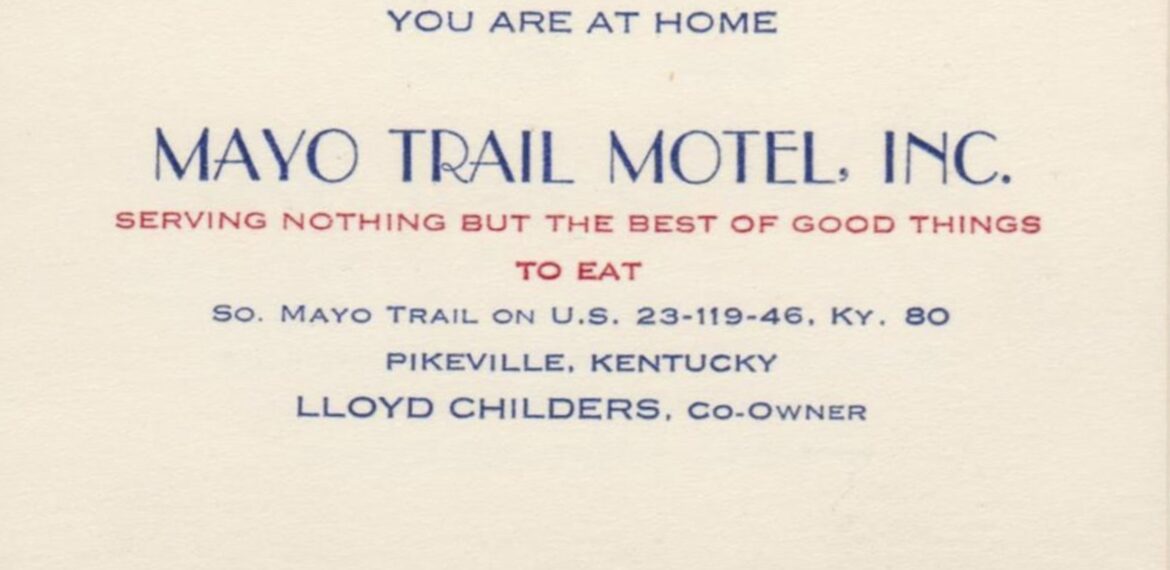 YOU ARE AT HOME
MAYO TRAIL MOTEL, INC.
SERVING NOTHING BUT THE BEST OF GOOD THINGS
TO EAT
So. Mayo Trail on U.S. 23-119-46, Ky. 80
PIKEVILLE, KENTUCKY
LLOYD CHILDERS, Co-Owner